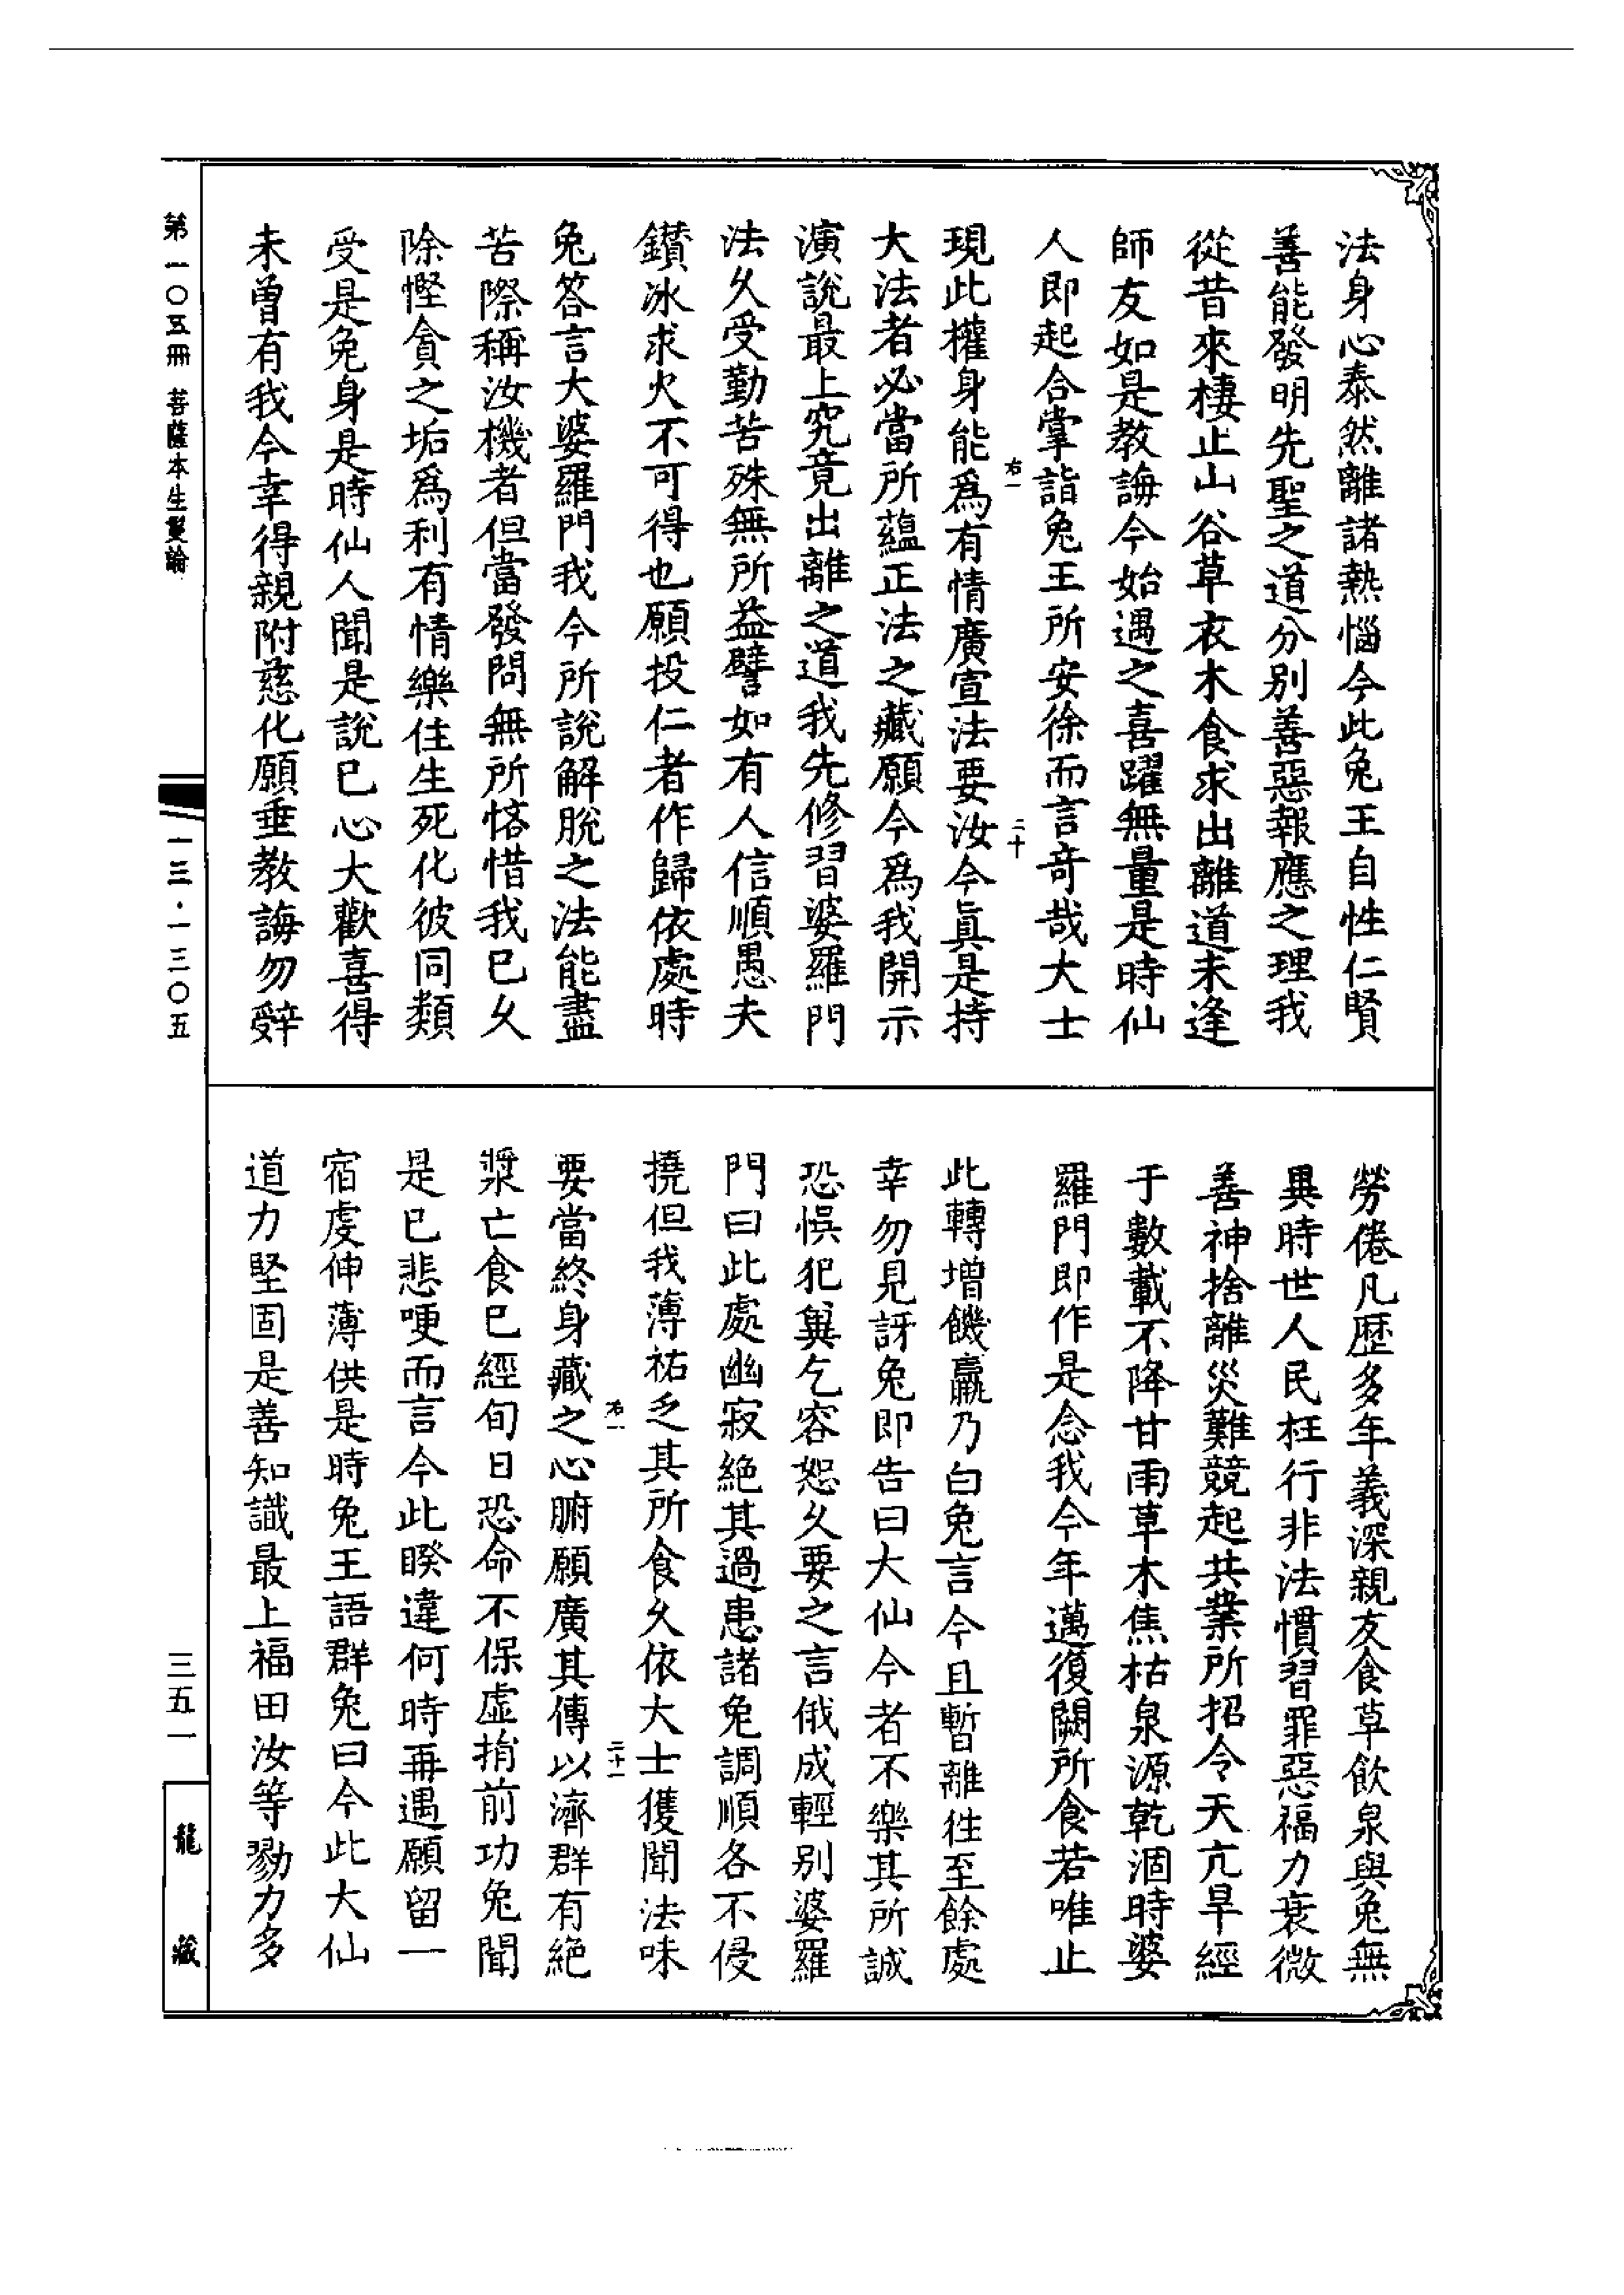 法身心泰然離諸熱惱今此兔王自性仁賢
善能發明先聖之道分別善惡報應之理我
從昔來棲止山谷草衣木食求出離道未逢
師友如是教誨今始遇之喜躍無量是時仙
人即起合掌詣兔王所安徐而言奇哉大士
右一
二十
現此權身能爲有情廣宣法要汝今眞是持
大法者必當所蘊正法之藏願今爲我開示
演說最上究竟出離之道我先修習婆羅門
法久受勤苦殊無所益譬如有人信順愚夫
鑚冰求火不可得也願投仁者作歸依處時
兔答言大婆羅門我今所說解脫之法能盡
苦際稱汝機者但當發問無所悋惜我已久
除慳貪之垢爲利有情樂住生死化彼同類
受是兔身是時仙人聞是說已心大歡喜得
未曾有我今幸得親附慈化願垂教誨勿辭
勞倦凡歷多年義深親友食草飲泉與兔無
異時世人民枉行非法慣習罪惡福力衰微
善神捨離災難競起共業所招令天亢旱經
于數載不降甘雨草木焦枯泉源乾涸時婆
羅門即作是念我今年邁復闕所食若唯止
此轉增饑羸乃白兔言今且暫離徃至餘處
幸勿見訝兔即告曰大仙今者不樂其所誠
恐悞犯兾乞容恕久要之言俄成輕別婆羅
門曰此處幽寂絕其過患諸兔調順各不侵
撓但我薄祐乏其所食久依大士獲聞法味
右一
二十一
要當終身藏之心腑願廣其傳以濟群有絕
漿亡食已經旬日恐命不保虛捐前功兔聞
是已悲哽而言今此睽違何時再遇願留一
宿虔伸薄供是時兔王語群兔曰今此大仙
道力堅固是善知識最上福田汝等勠力多
第一〇五冊 菩薩本生鬘論
一三·一三〇五
三五一
龍藏